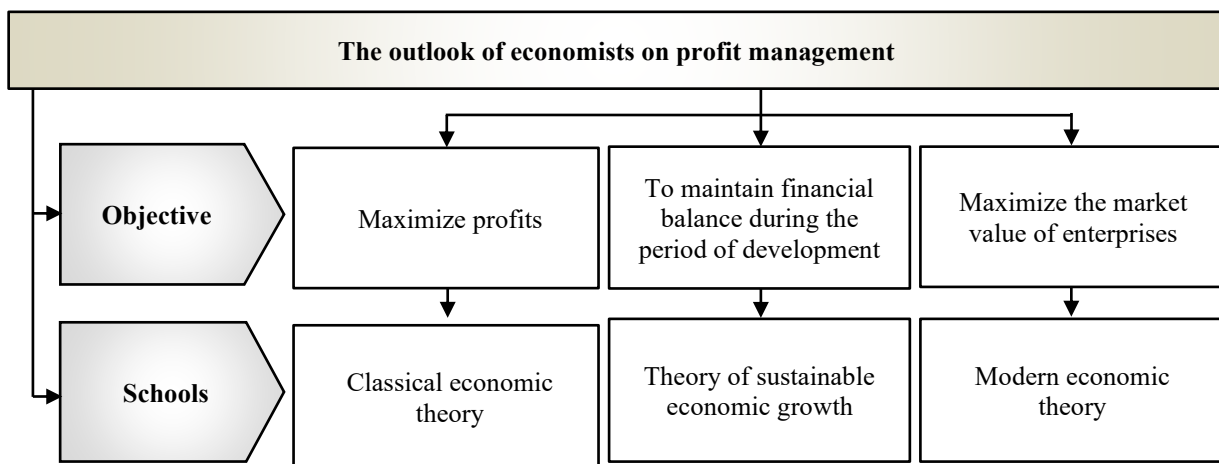 The outlook of economists on profit management
Objective
Maximize profits
To maintain financial
balance during the
period of development
Maximize the market
value of enterprises
Schools
Classical economic
theory
Theory of sustainable
economic growth
Modern economic
theory